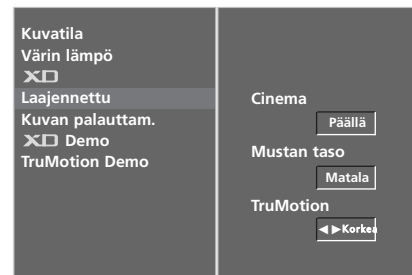 Kuvatila
Värin lämpö
XD
Laajennettu
Kuvan palauttam.
XD Demo
TruMotion Demo
Cinema
Päällä
Mustan taso
Matala
TruMotion
◀ ▶Korkea